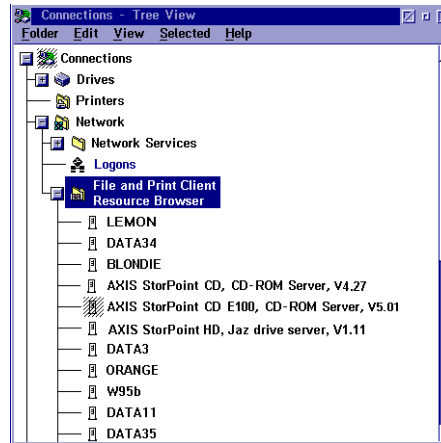 Connections - Tree View
Folder Edit View Selected Help
Connections
Drives
Printers
Network
Network Services
Logons
File and Print Client
Resource Browser
LEMON
DATA34
BLONDIE
AXIS StorPoint CD, CD-ROM Server, V4.27
AXIS StorPoint CD E100, CD-ROM Server, V5.01
AXIS StorPoint HD, Jaz drive server, V1.11
DATA3
ORANGE
W95b
DATA11
DATA35